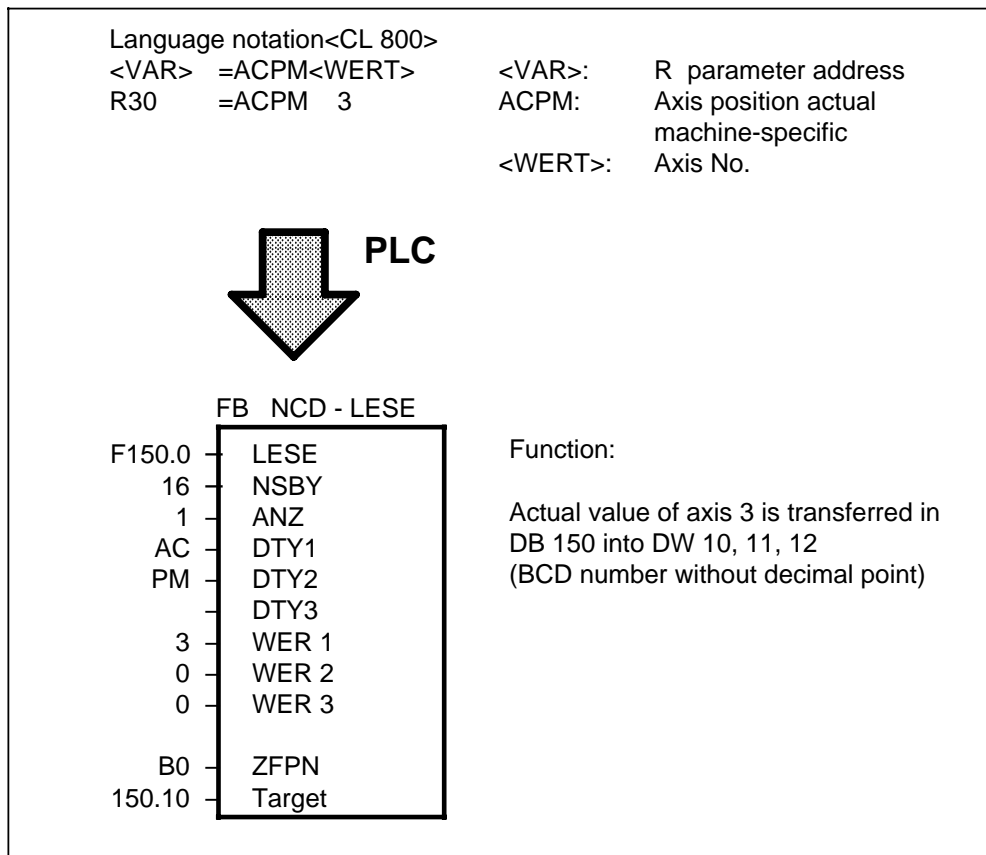 Language notation<CL 800>
<VAR> =ACPM<WERT> <VAR>: R parameter address
R30 =ACPM 3 ACPM: Axis position actual
machine-specific
<WERT>: Axis No.
PLC
FB NCD - LESE
F150.0 LESE
16 NSBY
1 ANZ
AC DTY1
PM DTY2
DTY3
3 WER 1
0 WER 2
0 WER 3
B0 ZFPN
150.10 Target
Function:
Actual value of axis 3 is transferred in
DB 150 into DW 10, 11, 12
(BCD number without decimal point)